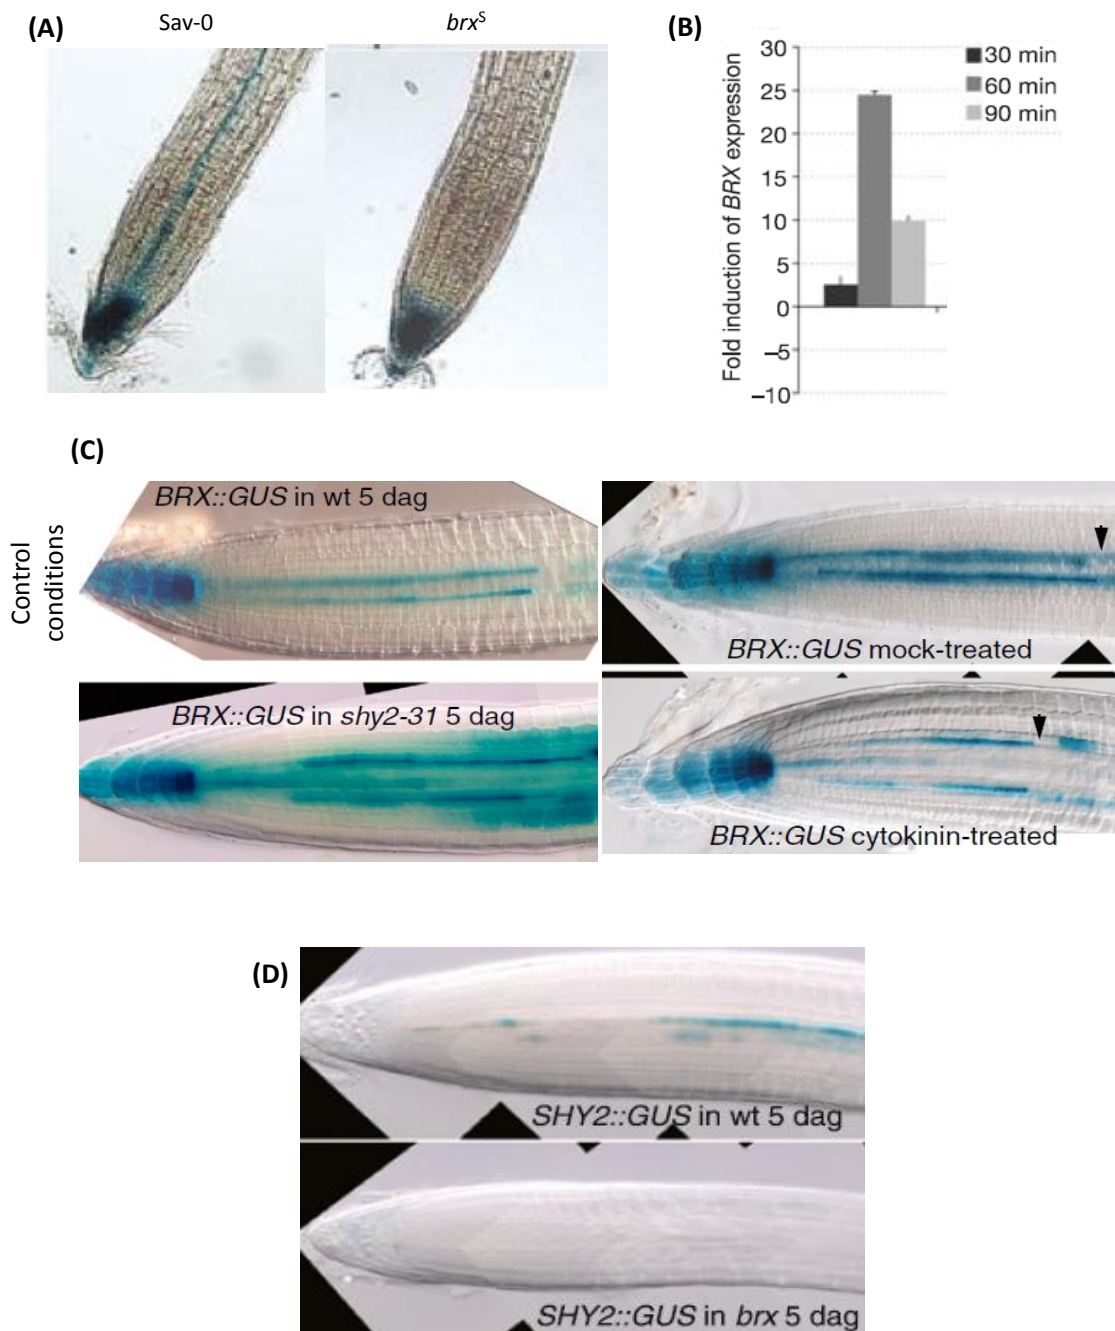 (A)
Sav-0
brxS
(B)
Fold induction of BRX expression
30
25
20
15
10
5
0
−5
−10
30 min
60 min
90 min
(C)
Control
conditions
BRX::GUS in wt 5 dag
BRX::GUS mock-treated
BRX::GUS in shy2-31 5 dag
BRX::GUS cytokinin-treated
(D)
SHY2::GUS in wt 5 dag
SHY2::GUS in brx 5 dag